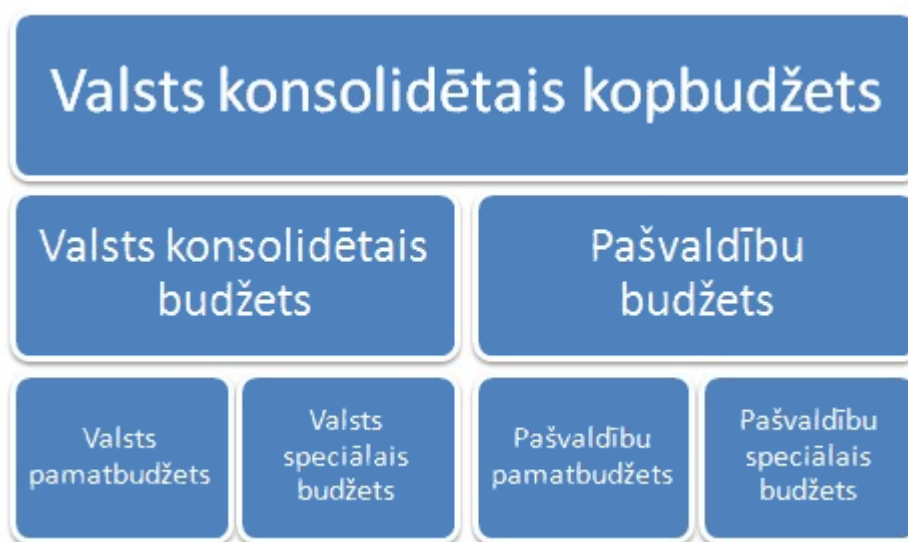 Valsts konsolidētais kopbudžets
Valsts konsolidētais
budžets
Pašvaldību
budžets
Valsts
pamatbudžets
Valsts
speciālais
budžets
Pašvaldību
pamatbudžets
Pašvaldību
speciālais
budžets